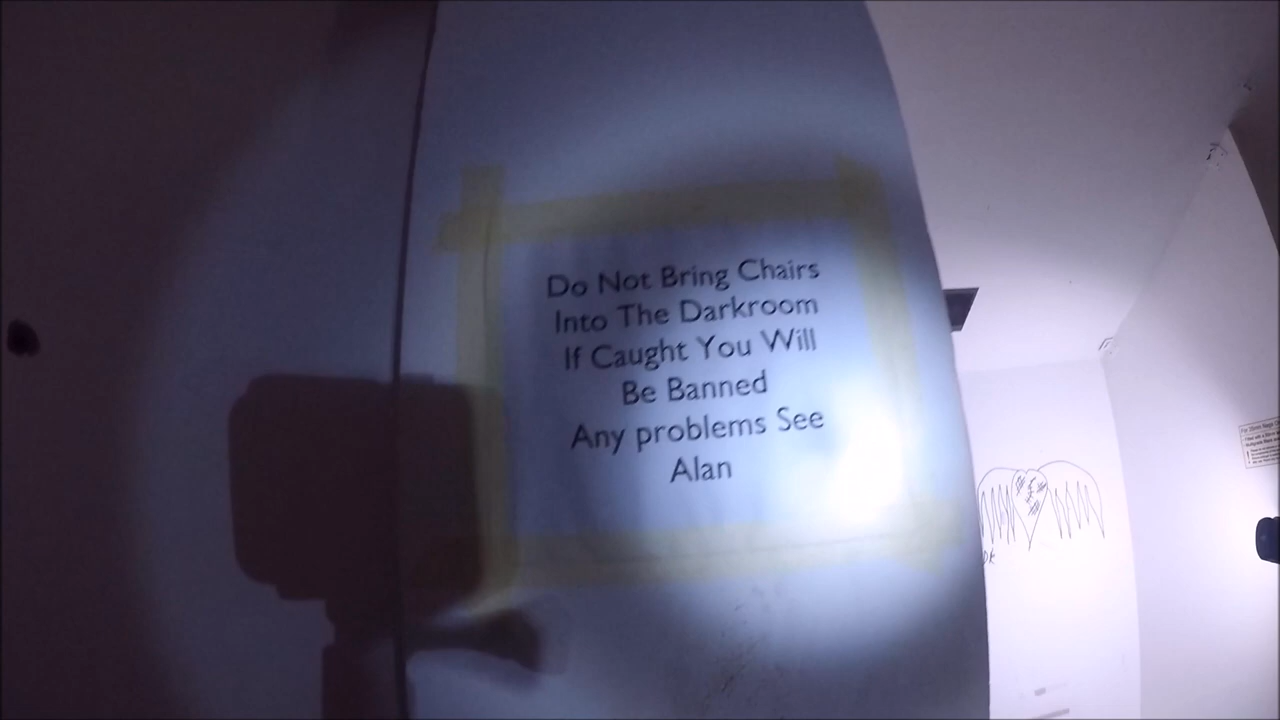 Do Not Bring Chairs
Into The Darkroom
If Caught You Will
Be Banned
Any problems See
Alan